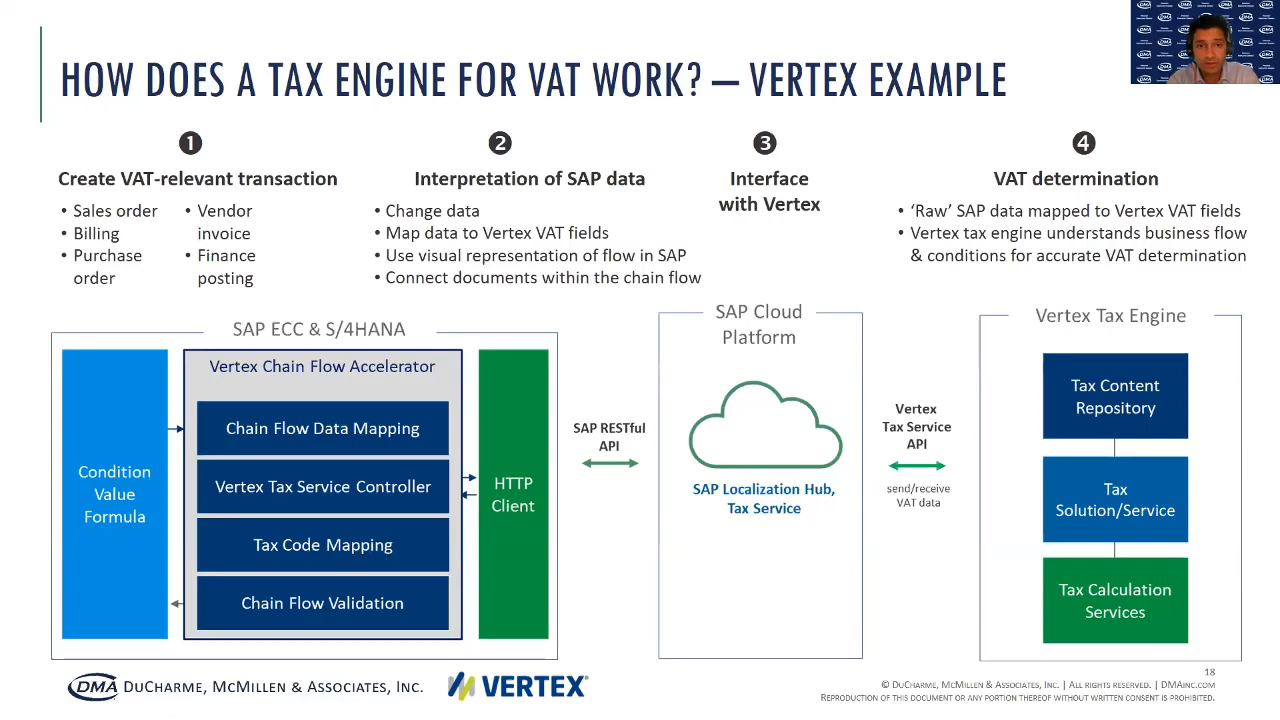 HOW DOES A TAX ENGINE FOR VAT WORK? – VERTEX EXAMPLE
❶
Create VAT-relevant transaction
• Sales order
• Billing
• Purchase
order
• Vendor
invoice
• Finance
posting
❷
Interpretation of SAP data
• Change data
• Map data to Vertex VAT fields
• Use visual representation of flow in SAP
• Connect documents within the chain flow
❸
Interface
with Vertex
❹
VAT determination
• ‘Raw’ SAP data mapped to Vertex VAT fields
• Vertex tax engine understands business flow
& conditions for accurate VAT determination
SAP ECC & S/4HANA
Condition
Value
Formula
Vertex Chain Flow Accelerator
Chain Flow Data Mapping
Vertex Tax Service Controller
Tax Code Mapping
Chain Flow Validation
HTTP
Client
SAP RESTful
API
SAP Cloud
Platform
SAP Localization Hub,
Tax Service
Vertex
Tax Service
API
send/receive
VAT data
Vertex Tax Engine
Tax Content
Repository
Tax
Solution/Service
Tax Calculation
Services
DMA DUCHARME, MCMILLEN & ASSOCIATES, INC.
VERTEX®
18
© DUCHARME, MCMILLEN & ASSOCIATES, INC. | ALL RIGHTS RESERVED. | DMAINC.COM
REPRODUCTION OF THIS DOCUMENT OR ANY PORTION THEREOF WITHOUT WRITTEN CONSENT IS PROHIBITED.